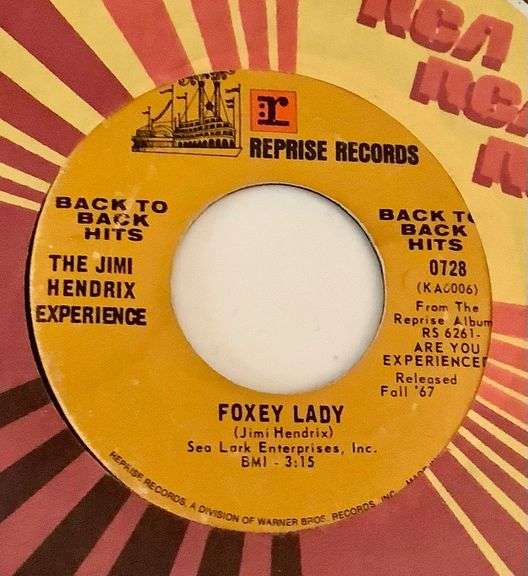 RCA
RCA
REPRISE RECORDS
BACK TO
BACK
HITS
THE JIMI
HENDRIX
EXPERIENCE
BACK TO
BACK
HITS
0728
From The
Reprise Album
RS 6261-
ARE YOU
EXPERIENCED
Released
Fall '67
FOXEY LADY
(Jimi Hendrix)
Sea Lark Enterprises, Inc.
BMI - 3:15
REPRISE RECORDS, A DIVISION OF WARNER BROS. RECORDS, INC.